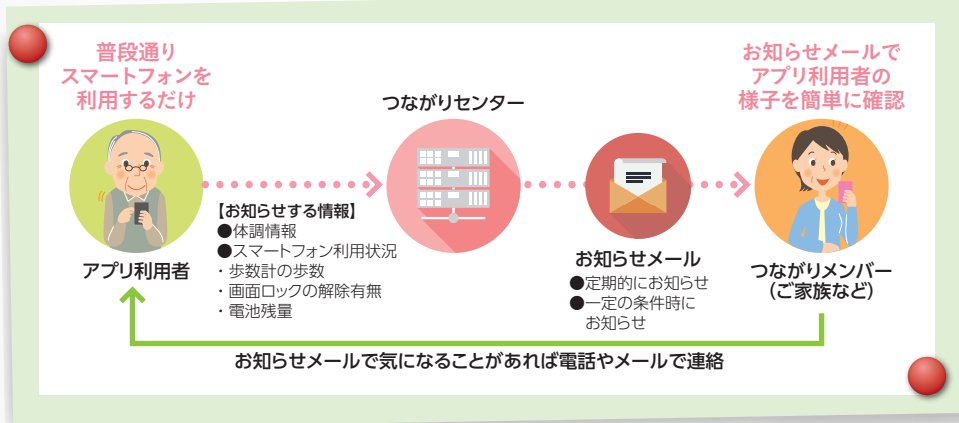 普段通り
スマートフォンを
利用するだけ
つながりセンター
お知らせメールで
アプリ利用者の
様子を簡単に確認
アプリ利用者
【お知らせする情報】
●体調情報
●スマートフォン利用状況
・歩数計の歩数
・画面ロックの解除有無
・電池残量
お知らせメール
●定期的にお知らせ
●一定の条件時に
お知らせ
つながりメンバー
（ご家族など）
お知らせメールで気になることがあれば電話やメールで連絡